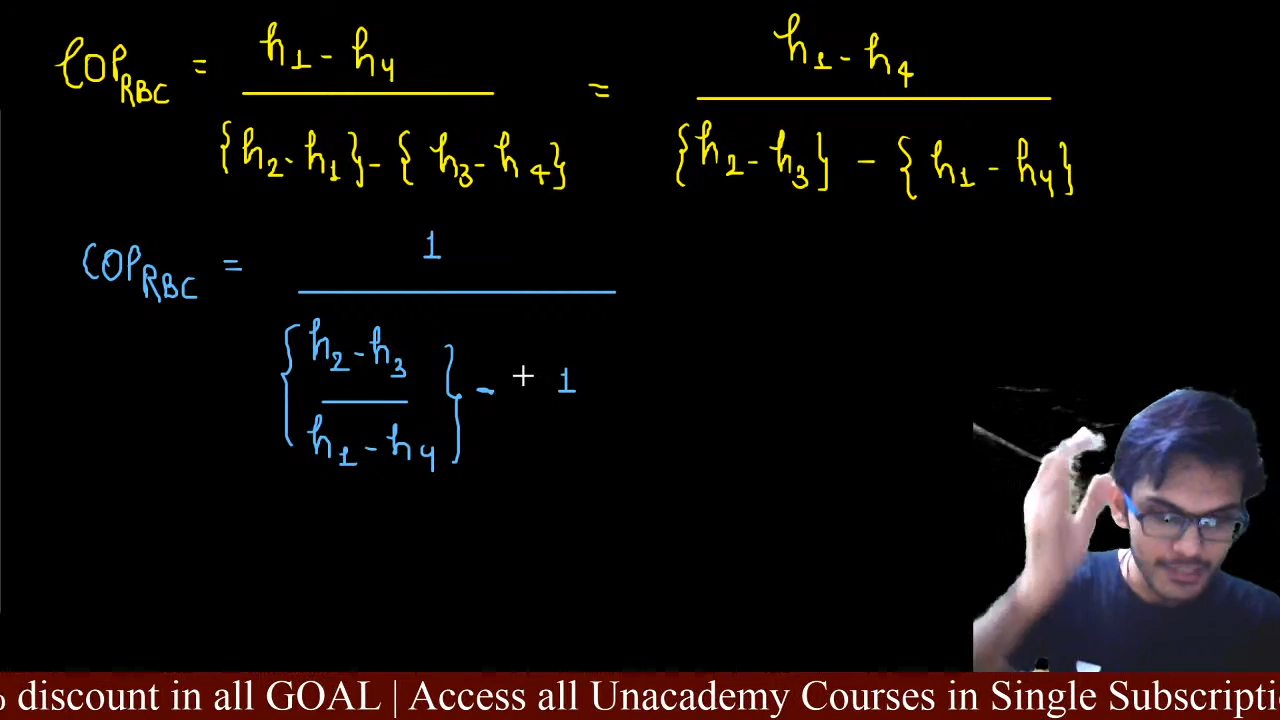 COP_RBC = (h1 - h4) / ({h2 - h1} - {h3 - h4}) = (h1 - h4) / ({h2 - h3} - {h1 - h4})
COP_RBC = 1 / ({(h2 - h3) / (h1 - h4)} - 1)
% discount in all GOAL | Access all Unacademy Courses in Single Subscripti